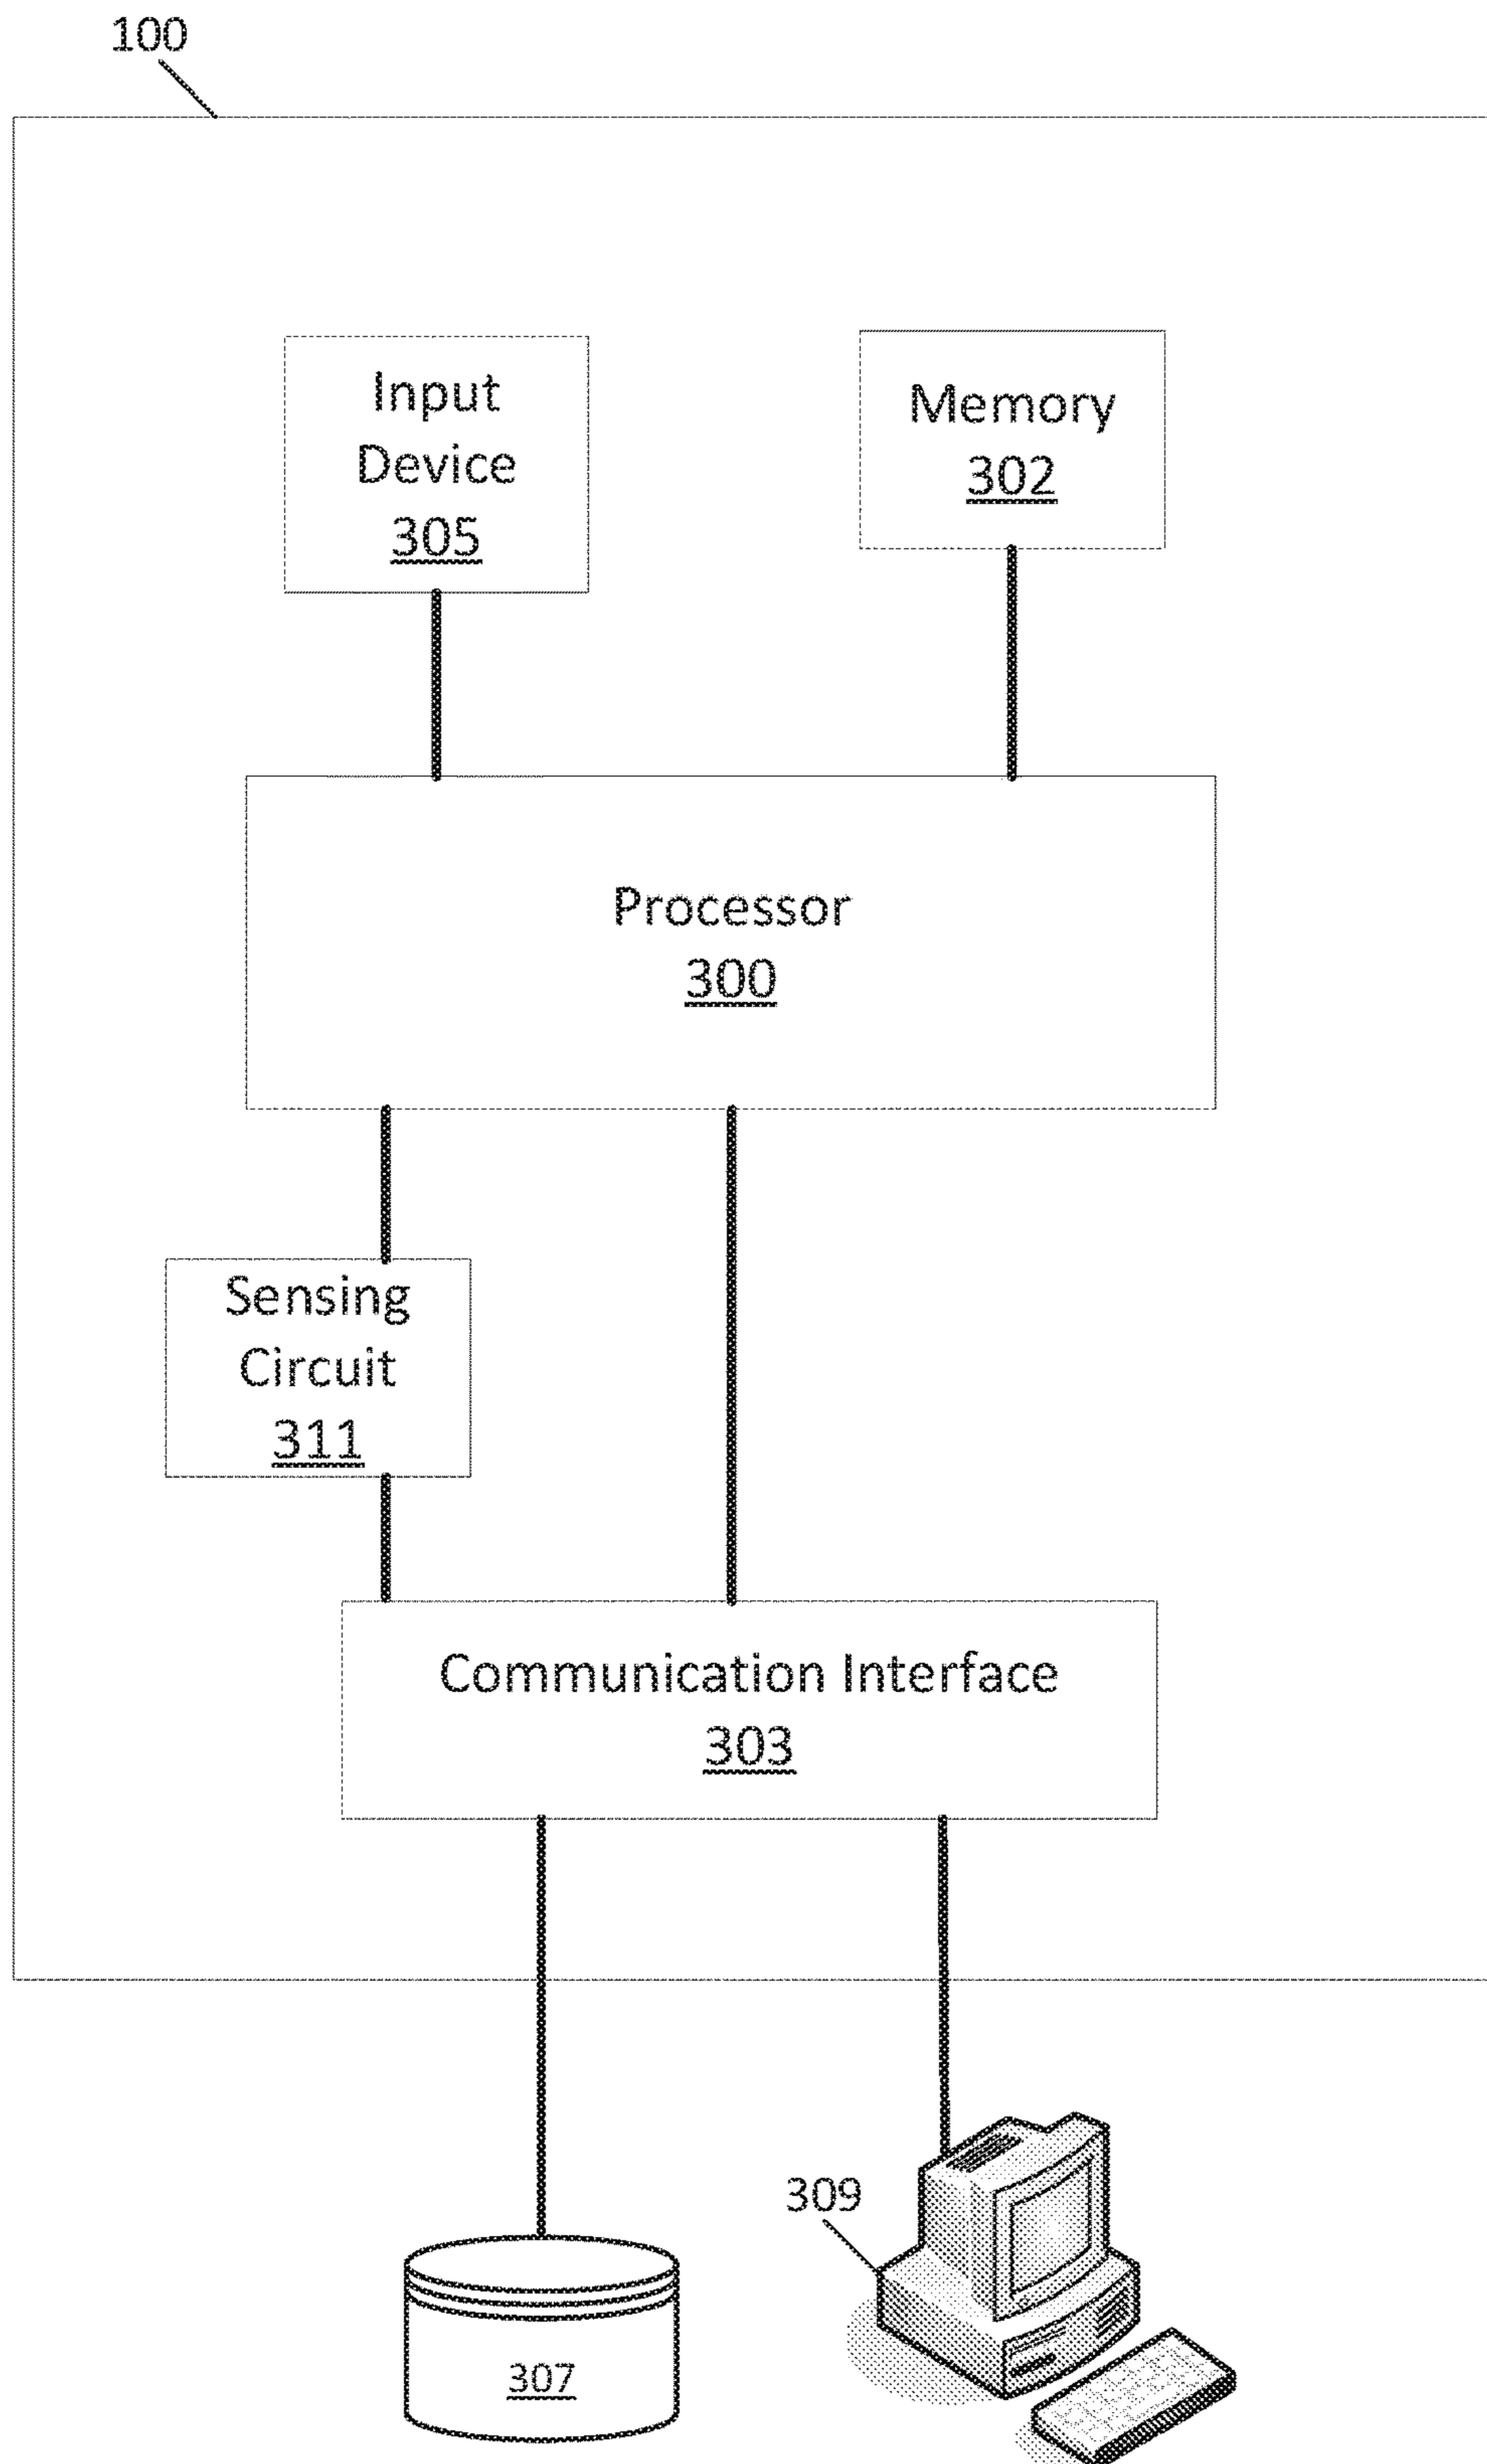 100
Input
Device
305
Memory
302
Processor
300
Sensing
Circuit
311
Communication Interface
303
309
307